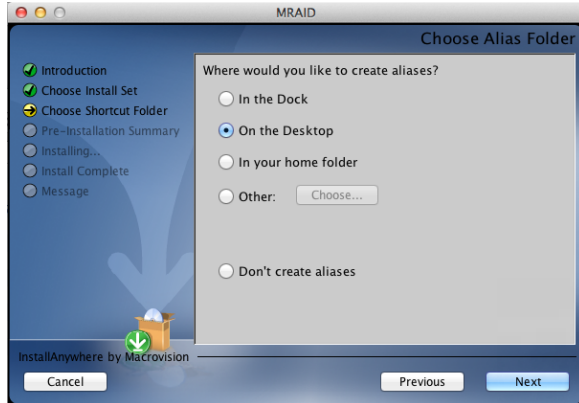 MRAID
Choose Alias Folder
Introduction
Choose Install Set
Choose Shortcut Folder
Pre-Installation Summary
Installing...
Install Complete
Message
Where would you like to create aliases?
In the Dock
On the Desktop
In your home folder
Other: Choose...
Don't create aliases
InstallAnywhere by Macrovision
Cancel Previous Next